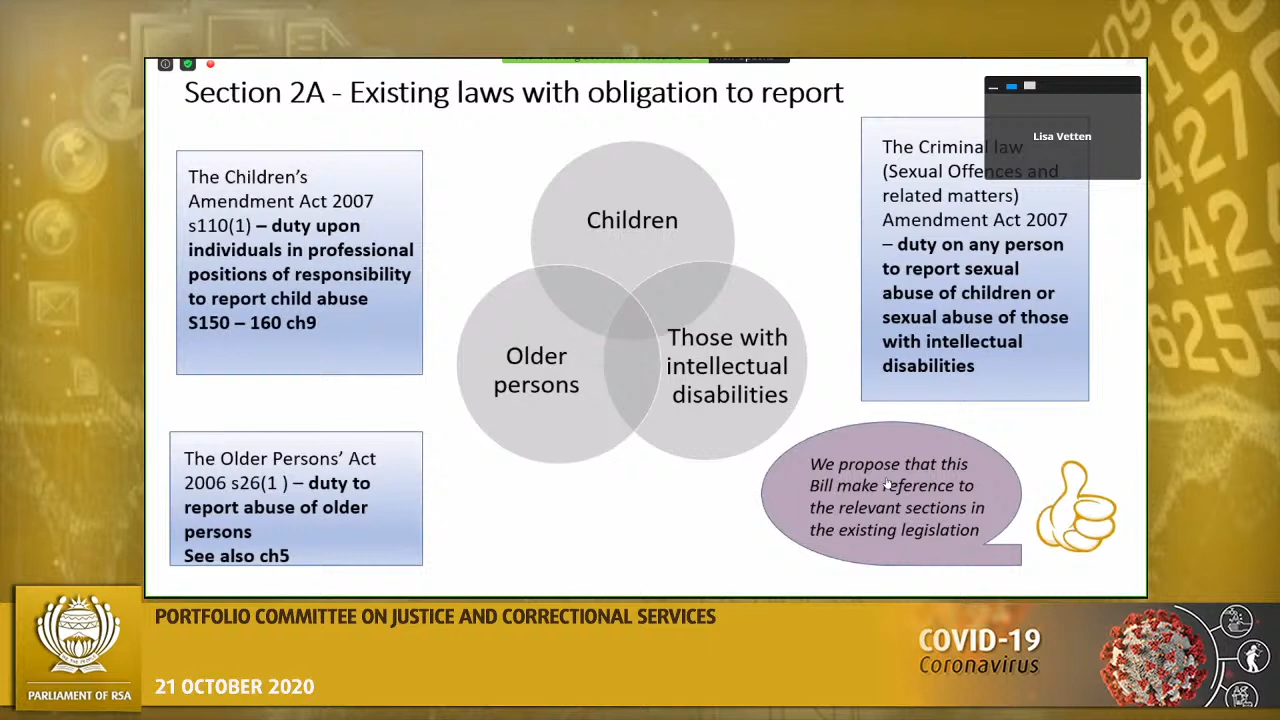 Section 2A - Existing laws with obligation to report
Lisa Vetten
The Children's
Amendment Act 2007
s110(1) – duty upon
individuals in professional
positions of responsibility
to report child abuse
S150 – 160 ch9
Children
Older
persons
Those with
intellectual
disabilities
The Criminal law
(Sexual Offences and
related matters)
Amendment Act 2007
– duty on any person
to report sexual
abuse of children or
sexual abuse of those
with intellectual
disabilities
The Older Persons' Act
2006 s26(1 ) – duty to
report abuse of older
persons
See also ch5
We propose that this
Bill make reference to
the relevant sections in
the existing legislation
PORTFOLIO COMMITTEE ON JUSTICE AND CORRECTIONAL SERVICES
21 OCTOBER 2020
PARLIAMENT OF RSA
COVID-19
Coronavirus